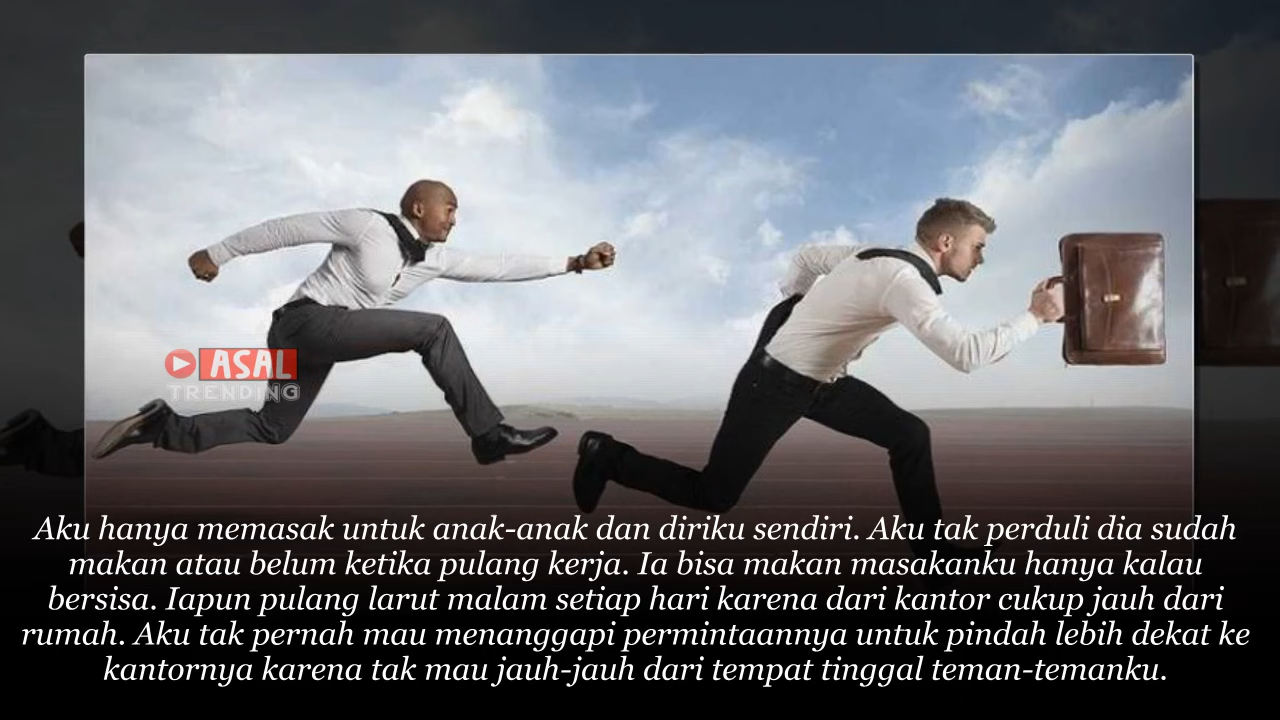 ASAL
TRENDING
Aku hanya memasak untuk anak-anak dan diriku sendiri. Aku tak perduli dia sudah
makan atau belum ketika pulang kerja. Ia bisa makan masakanku hanya kalau
bersisa. Iapun pulang larut malam setiap hari karena dari kantor cukup jauh dari
rumah. Aku tak pernah mau menanggapi permintaannya untuk pindah lebih dekat ke
kantornya karena tak mau jauh-jauh dari tempat tinggal teman-temanku.